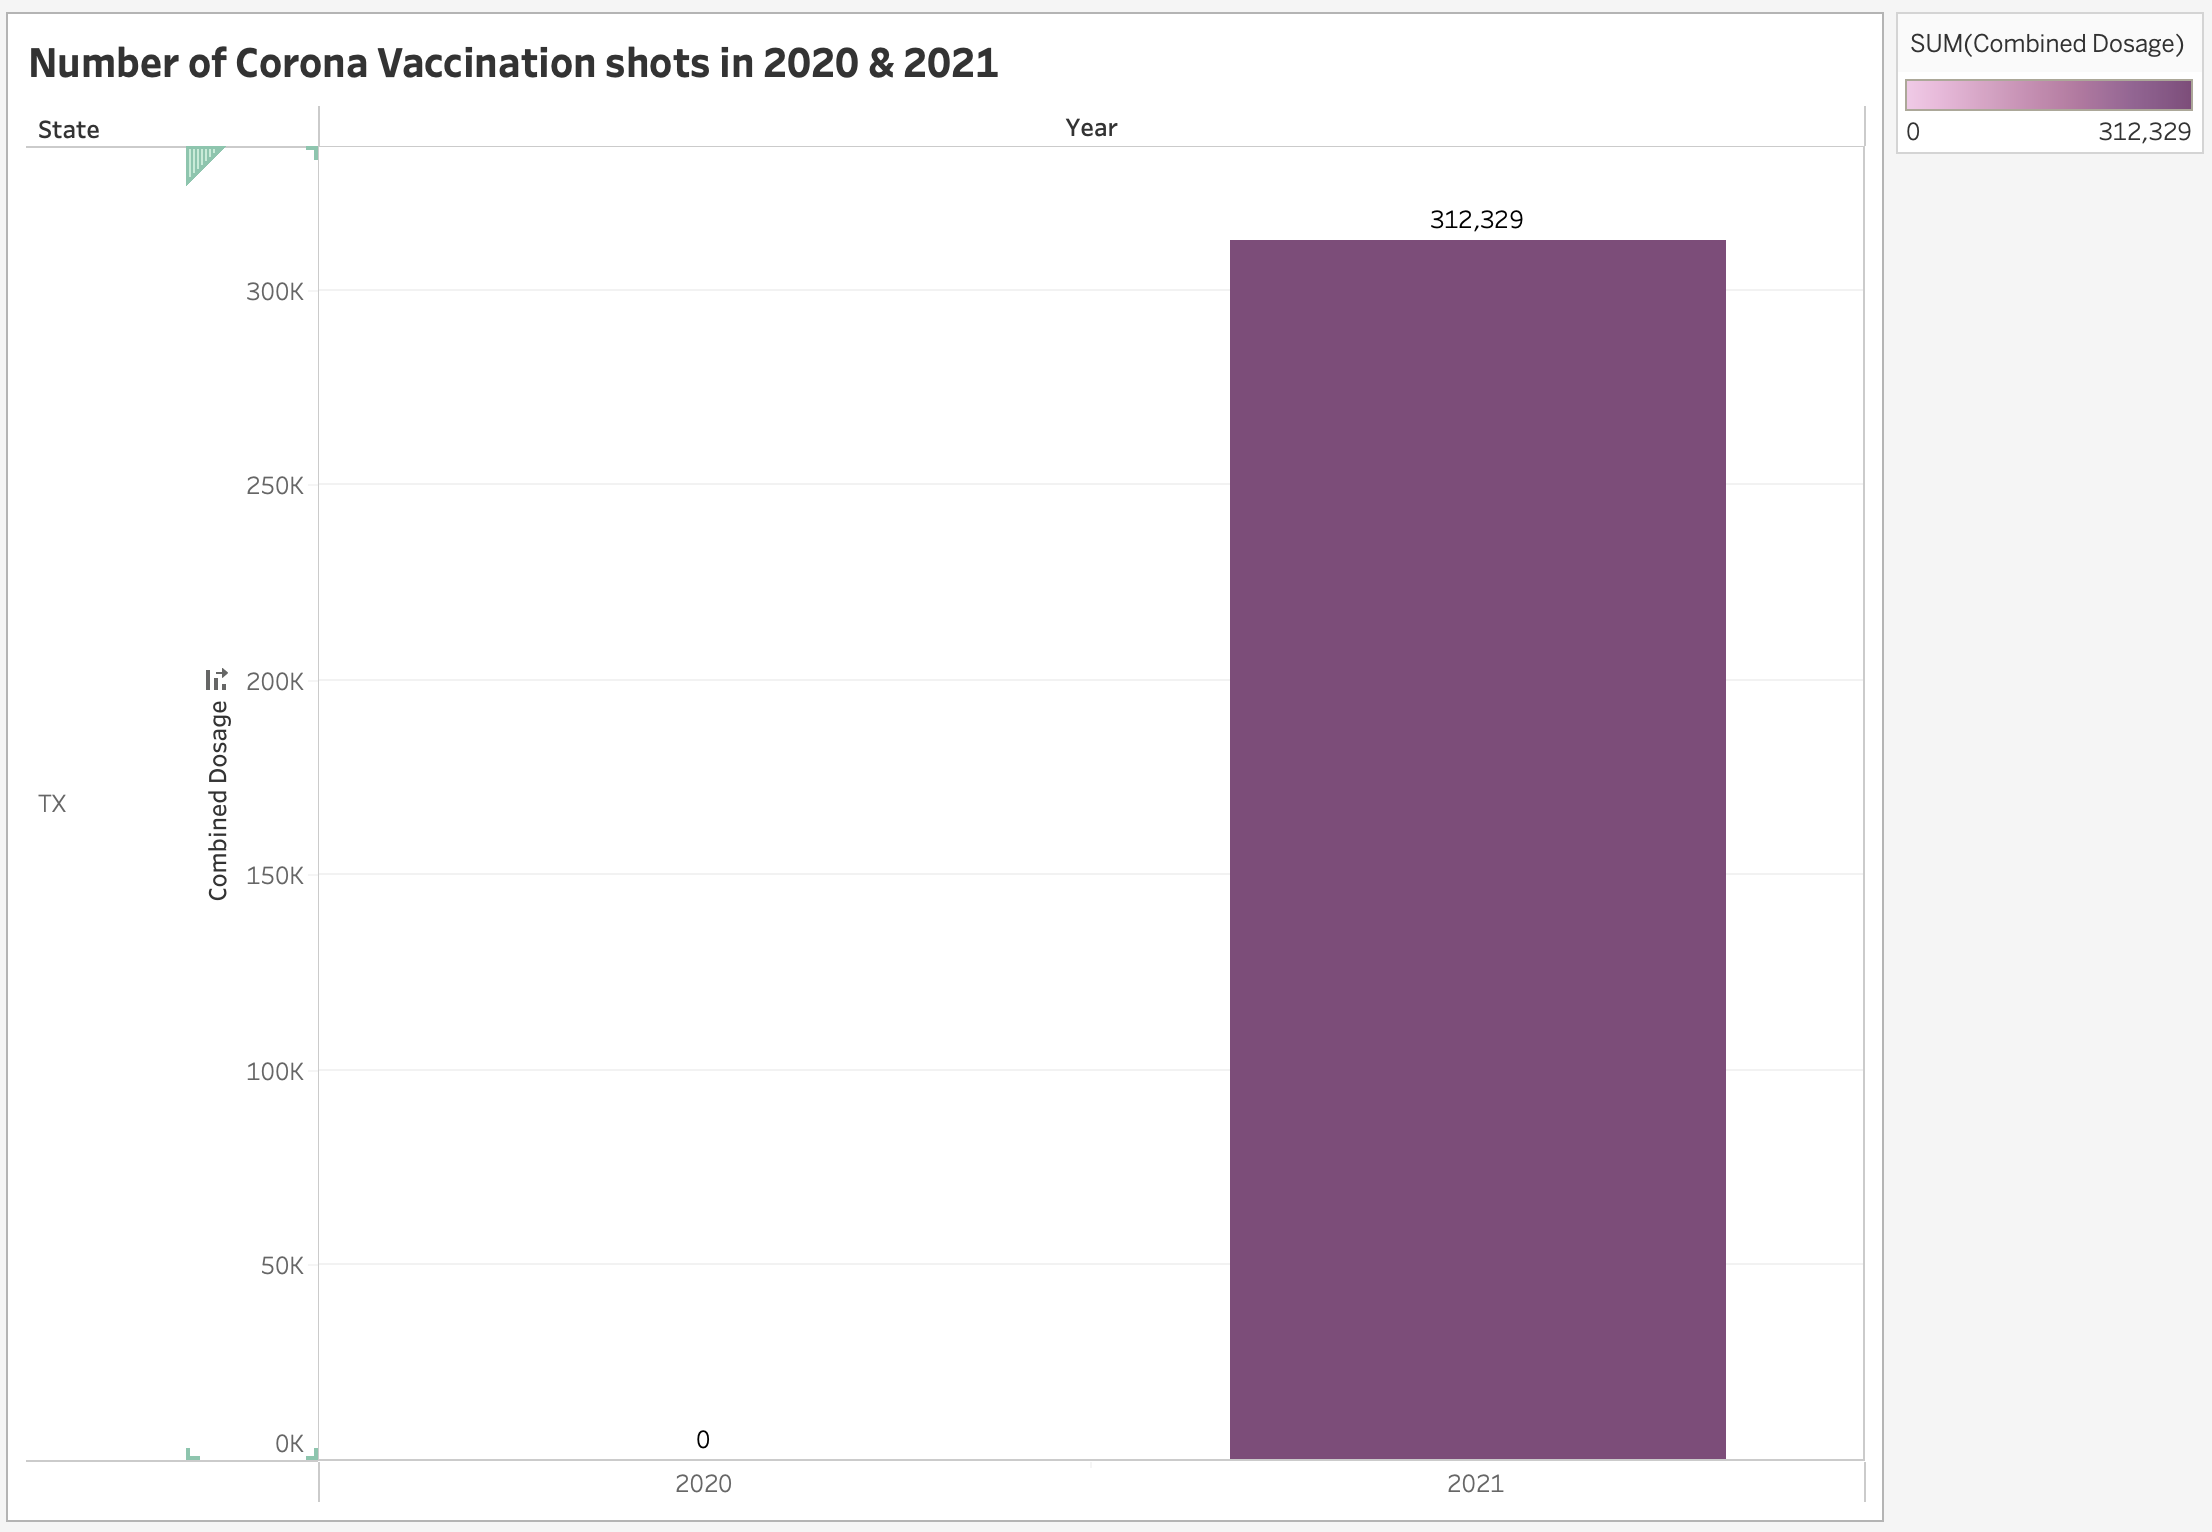 Number of Corona Vaccination shots in 2020 & 2021
SUM(Combined Dosage)
0 312,329
State Year
312,329
300K
250K
200K
150K
100K
50K
0K
Combined Dosage
TX
0
2020 2021